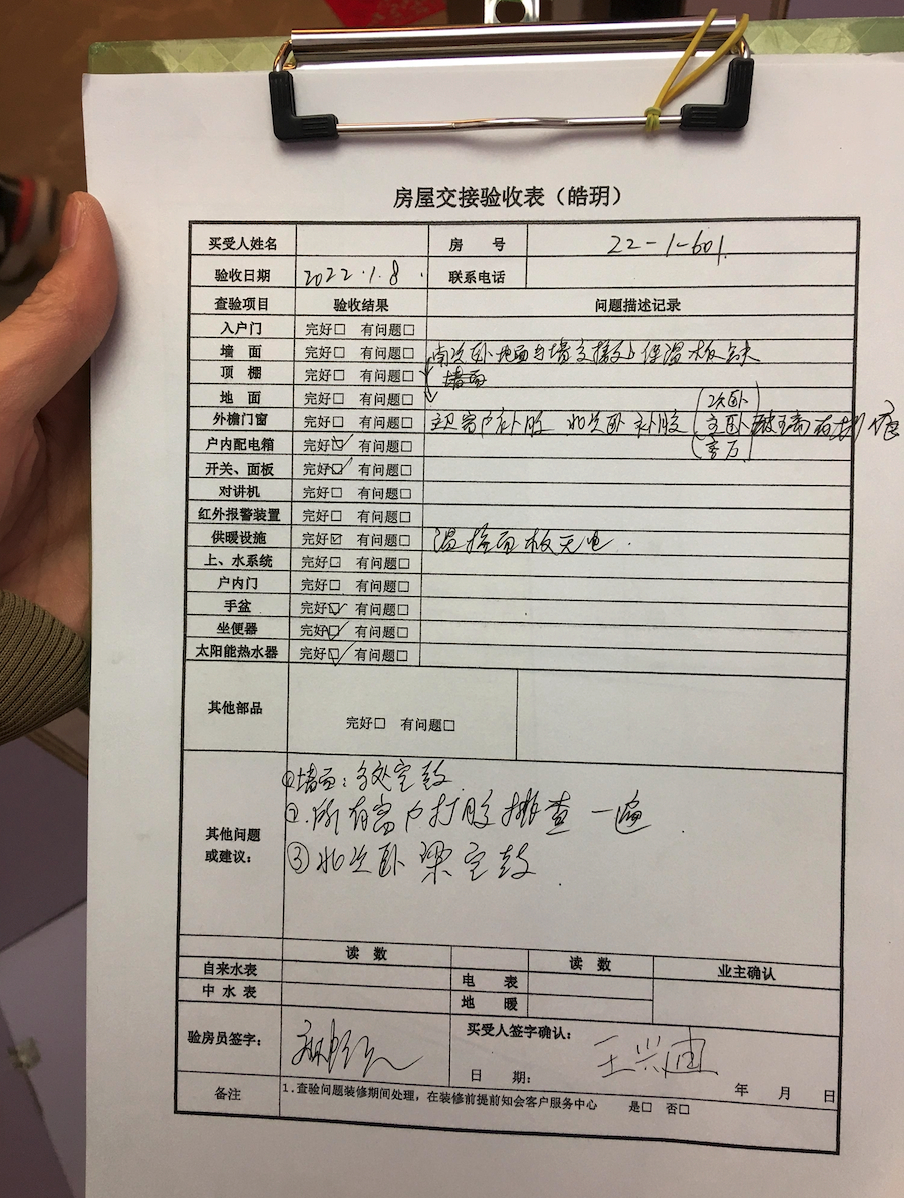 房屋交接验收表（皓玥）
买受人姓名 房 号 22-1-601
验收日期 2022.1.8. 联系电话
查验项目 验收结果 问题描述记录
入户门 完好□ 有问题□
墙 面 完好□ 有问题□ 南次卧地面与墙交接处保温板缺
顶 棚 完好□ 有问题□ 墙面
地 面 完好□ 有问题□
外檐门窗 完好□ 有问题□ 补胶 北次卧补胶 (次卧 主卧
户内配电箱 完好☑ 有问题□
开关、面板 完好☑ 有问题□
对讲机 完好□ 有问题□
红外报警装置 完好□ 有问题□
供暖设施 完好☑ 有问题□ 温控面板无电.
上、水系统 完好□ 有问题□
户内门 完好□ 有问题□
手盆 完好☑ 有问题□
坐便器 完好☑ 有问题□
太阳能热水器 完好☑ 有问题□
其他部品 完好□ 有问题□
①墙面：多处空鼓
②.所有窗户打胶排查一遍.
其他问题
或建议：
③北次卧梁空鼓.
读 数 读 数 业主确认
自来水表 电 表
中 水 表 地 暖
验房员签字： 买受人签字确认： 王兴迪
日 期： 年 月 日
备注 1.查验问题装修期间处理，在装修前提前知会客户服务中心 是□ 否□